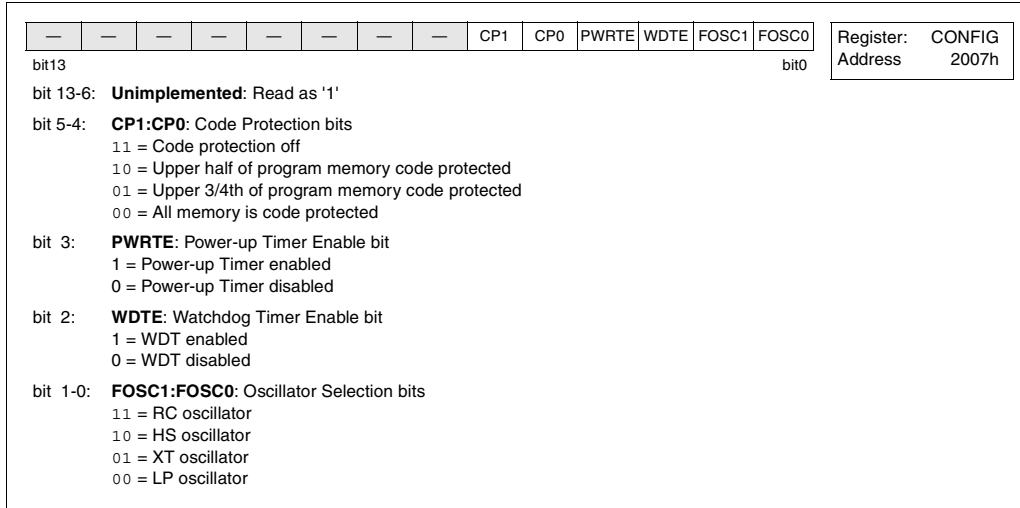 — — — — — — — — CP1 CP0 PWRTE WDTE FOSC1 FOSC0
bit13 bit0
Register: CONFIG
Address 2007h
bit 13-6: Unimplemented: Read as '1'
bit 5-4: CP1:CP0: Code Protection bits
11 = Code protection off
10 = Upper half of program memory code protected
01 = Upper 3/4th of program memory code protected
00 = All memory is code protected
bit 3: PWRTE: Power-up Timer Enable bit
1 = Power-up Timer enabled
0 = Power-up Timer disabled
bit 2: WDTE: Watchdog Timer Enable bit
1 = WDT enabled
0 = WDT disabled
bit 1-0: FOSC1:FOSC0: Oscillator Selection bits
11 = RC oscillator
10 = HS oscillator
01 = XT oscillator
00 = LP oscillator